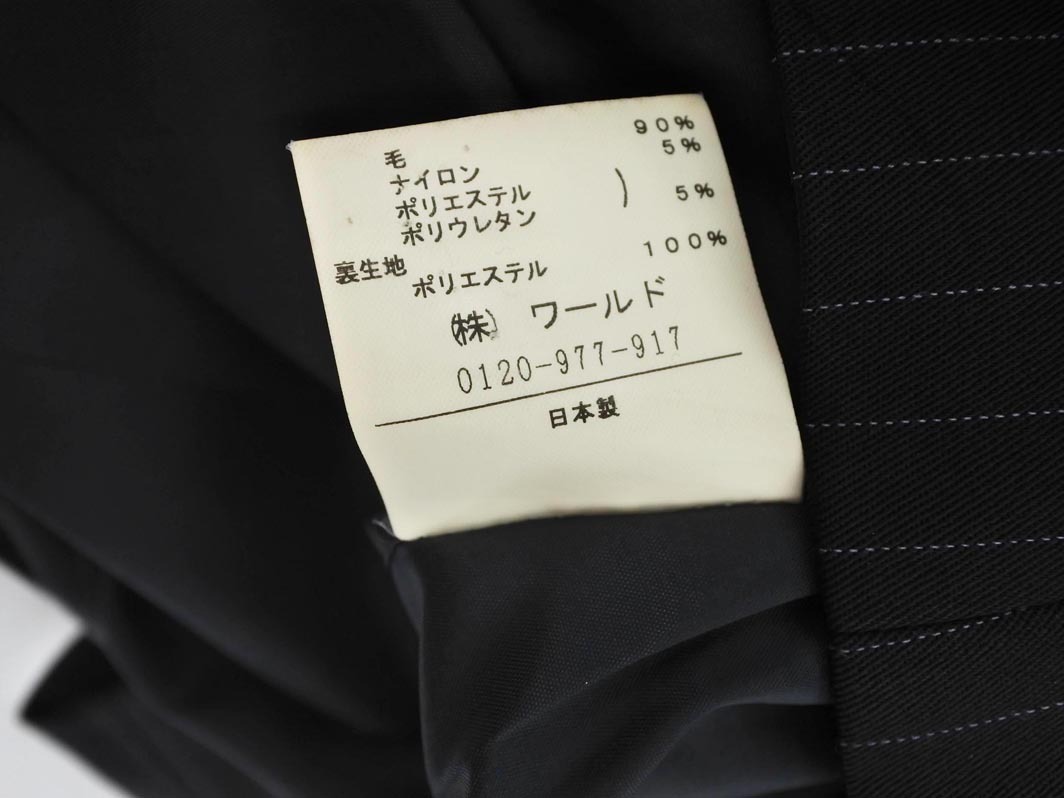 毛 90%
ナイロン 5%
ポリエステル ) 5%
ポリウレタン
裏生地 100%
ポリエステル
㈱ ワールド
0120-977-917
日本製